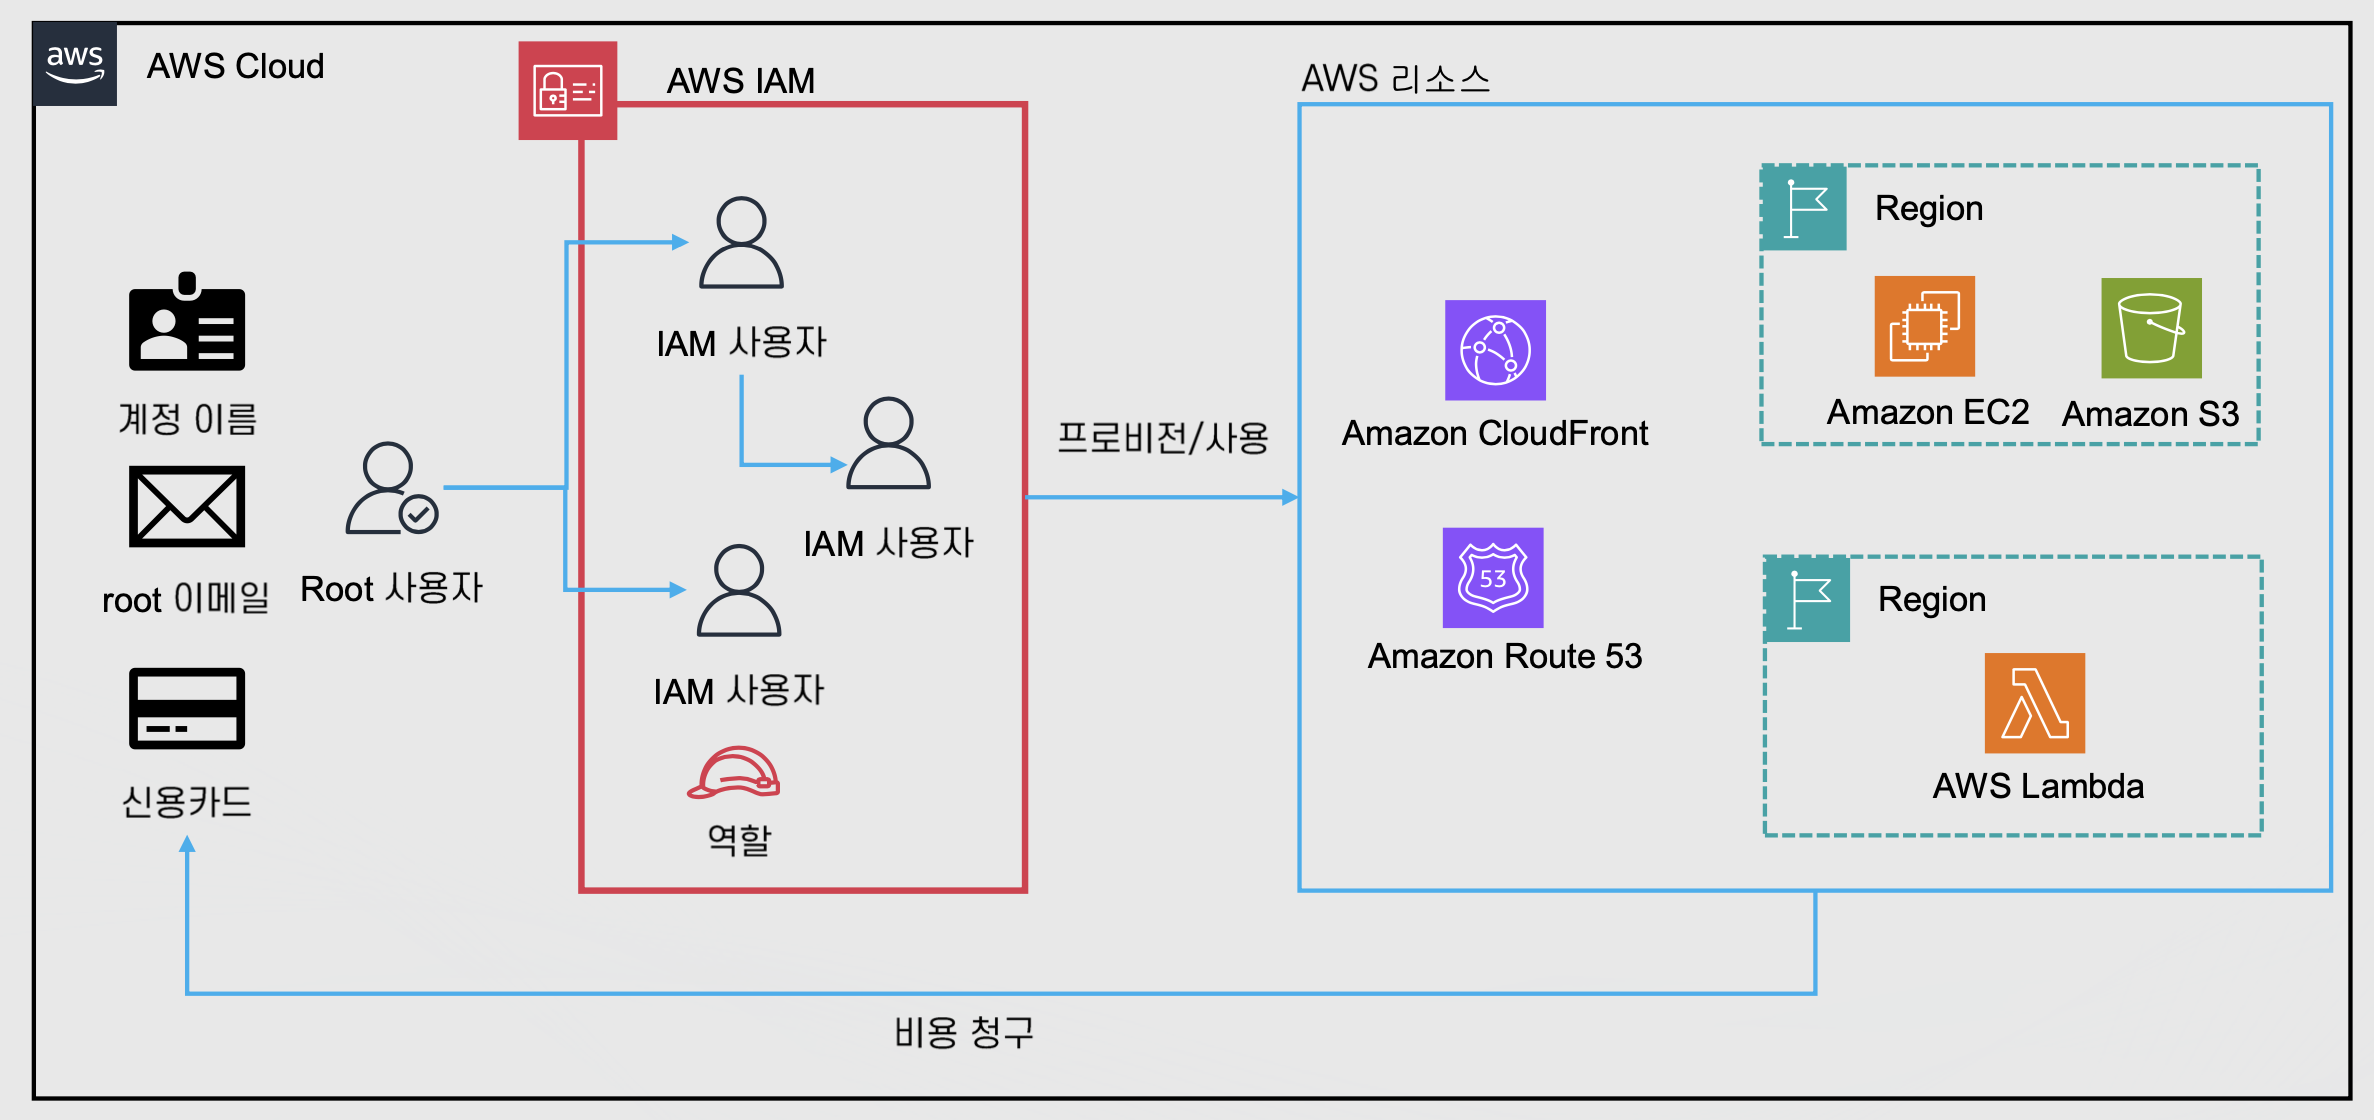 aws
AWS Cloud
AWS IAM
AWS 리소스
계정 이름
root 이메일
신용카드
Root 사용자
IAM 사용자
IAM 사용자
IAM 사용자
역할
프로비전/사용
Amazon CloudFront
53
Amazon Route 53
Region
Amazon EC2
Amazon S3
Region
AWS Lambda
비용 청구